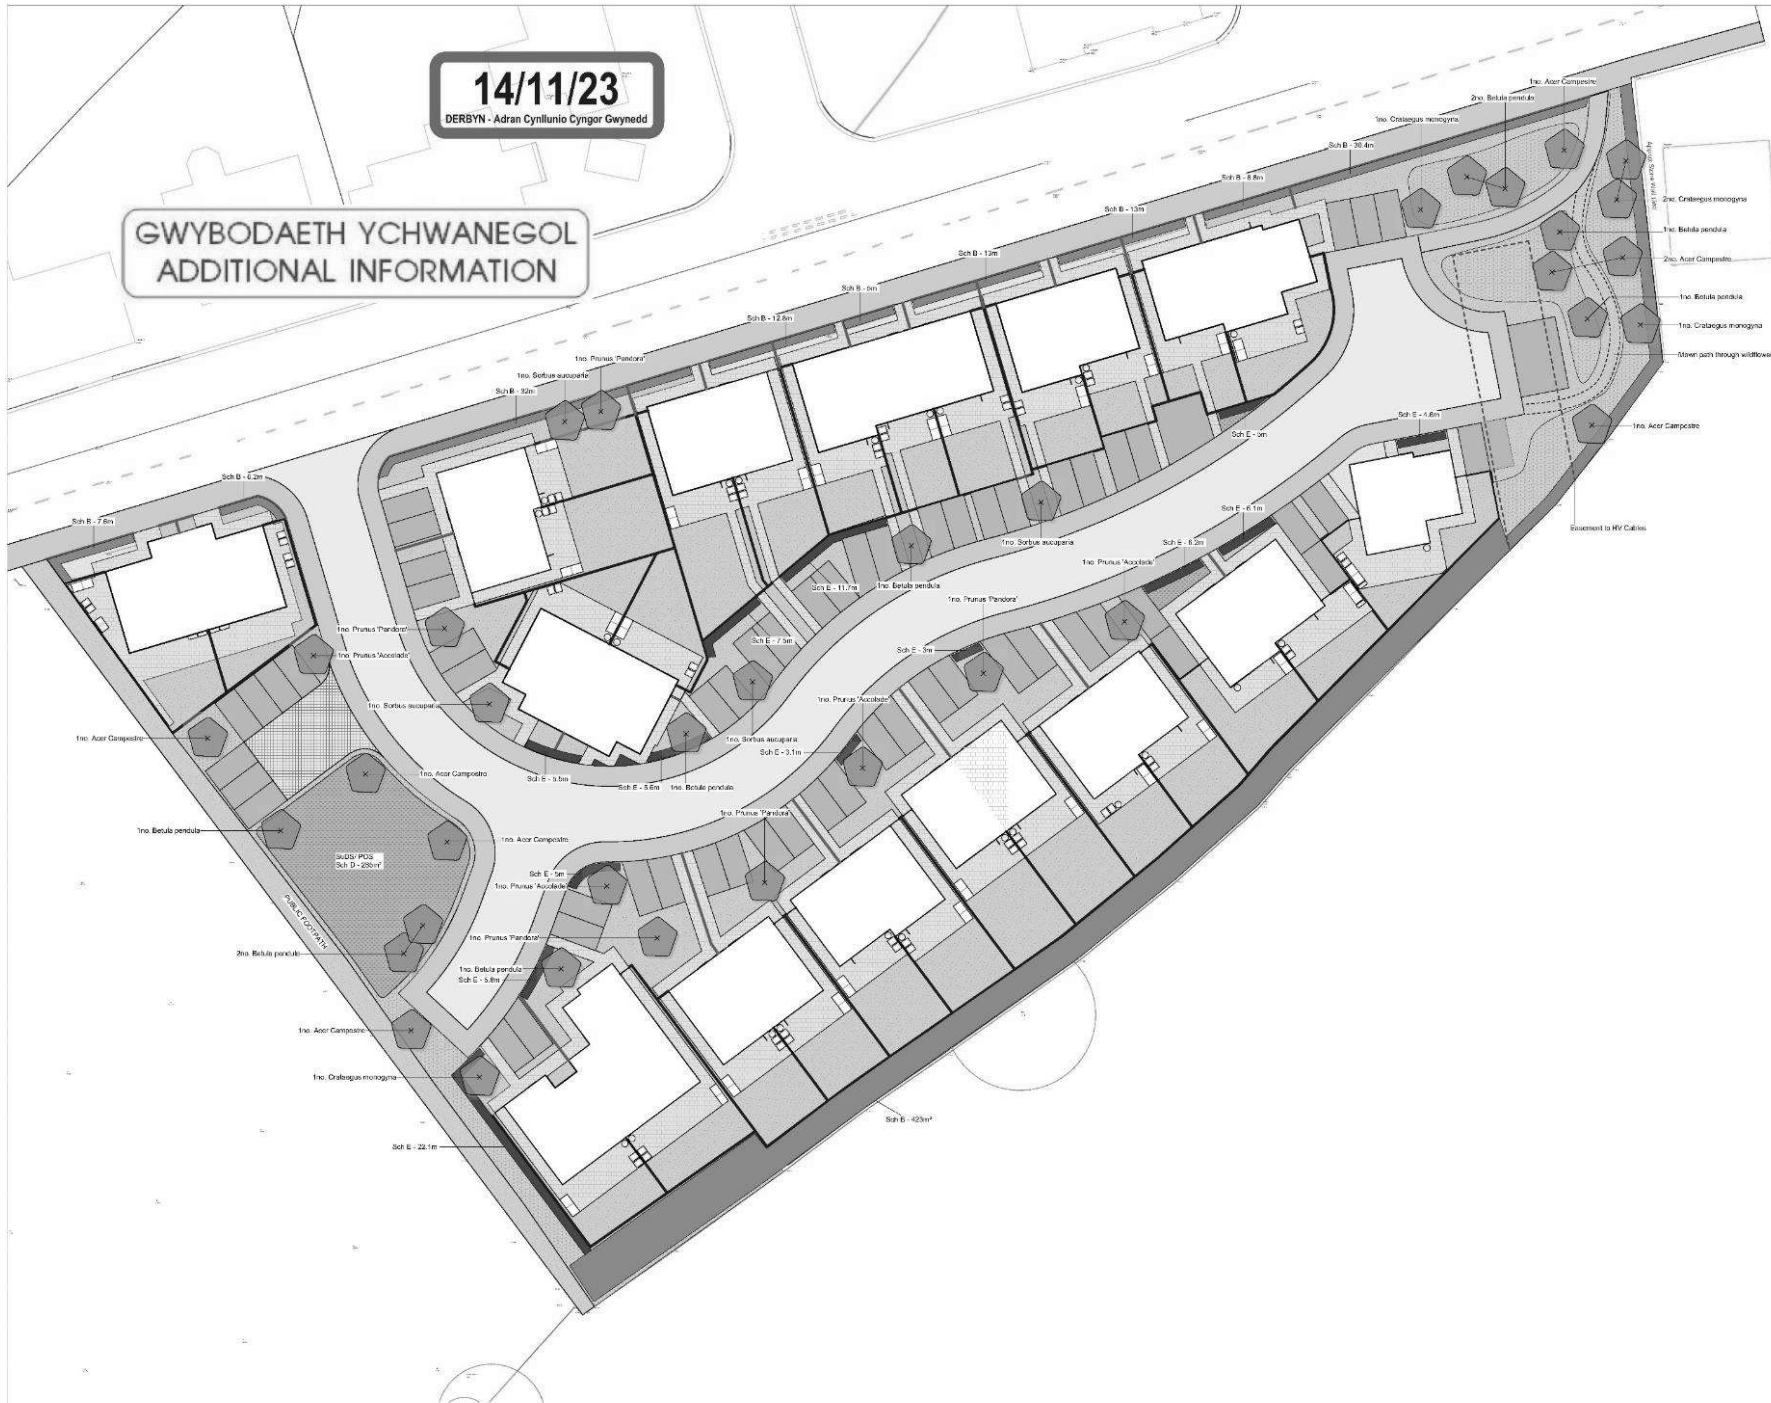 14/11/23
DERBYN - Adran Cynllunio Cyngor Gwynedd
GWYBODAETH YCHWANEGOL
ADDITIONAL INFORMATION
1no. Acer Campestre
2no. Betula pendula
1no. Crataegus monogyna
Sch B - 39.4m
Sch B - 8.8m
Sch B - 13m
Sch B - 13m
Sch B - 5m
Sch B - 12.8m
1no. Prunus 'Pandora'
1no. Sorbus aucuparia
Sch B - 32m
Sch B - 6.2m
Sch B - 7.6m
2no. Crataegus monogyna
1no. Betula pendula
2no. Acer Campestre
1no. Betula pendula
1no. Crataegus monogyna
Mown path through wildflower
1no. Acer Campestre
Easement to HV Cables
Sch E - 4.8m
Sch E - 5m
Sch E - 6.1m
Sch E - 8.2m
1no. Sorbus aucuparia
1no. Betula pendula
1no. Prunus 'Accolade'
Sch E - 11.7m
1no. Prunus 'Pandora'
Sch E - 7.5m
Sch E - 3m
1no. Prunus 'Pandora'
1no. Prunus 'Accolade'
1no. Sorbus aucuparia
1no. Prunus 'Accolade'
1no. Sorbus aucuparia
Sch E - 3.1m
1no. Acer Campestre
1no. Acer Campestre
Sch E - 5.5m
Sch E - 5.6m
1no. Betula pendula
1no. Prunus 'Pandora'
1no. Betula pendula
1no. Acer Campestre
SuDS/ POS
Sch D - 285m²
Sch E - 5m
1no. Prunus 'Accolade'
PUBLIC FOOTPATH
1no. Prunus 'Pandora'
2no. Betula pendula
1no. Betula pendula
Sch E - 5.8m
1no. Acer Campestre
1no. Crataegus monogyna
Sch B - 423m²
Sch E - 22.1m